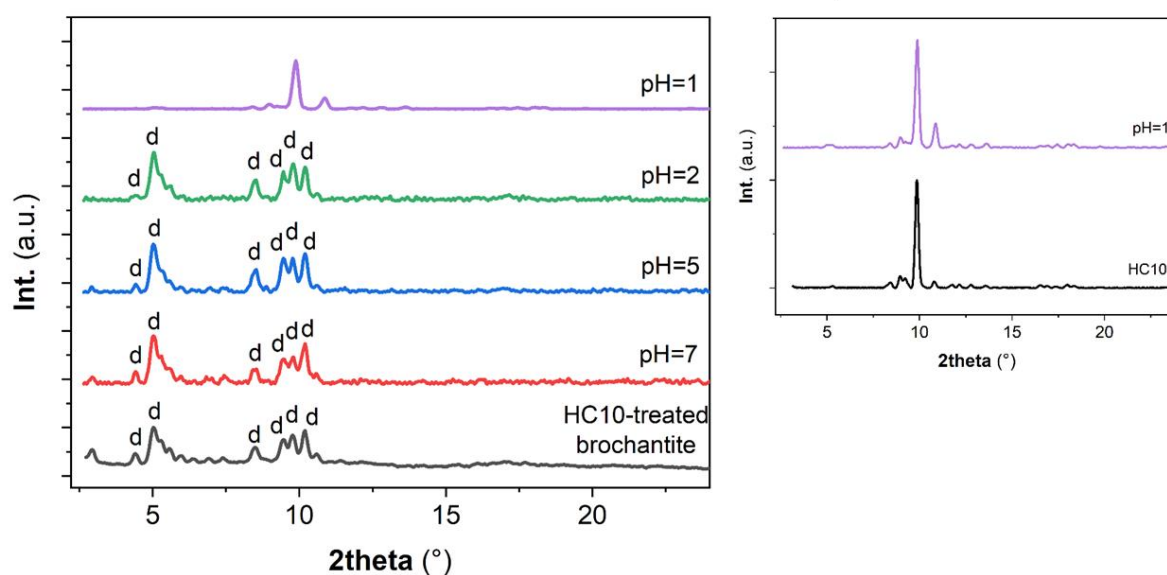 Int. (a.u.)
pH=1
d d d d d d
pH=2
d d d d d d
pH=5
d d d d d d
pH=7
d d d d d d
HC10-treated
brochantite
5 10 15 20
2theta (°)
Int. (a.u.)
pH=1
HC10
5 10 15 20
2theta (°)